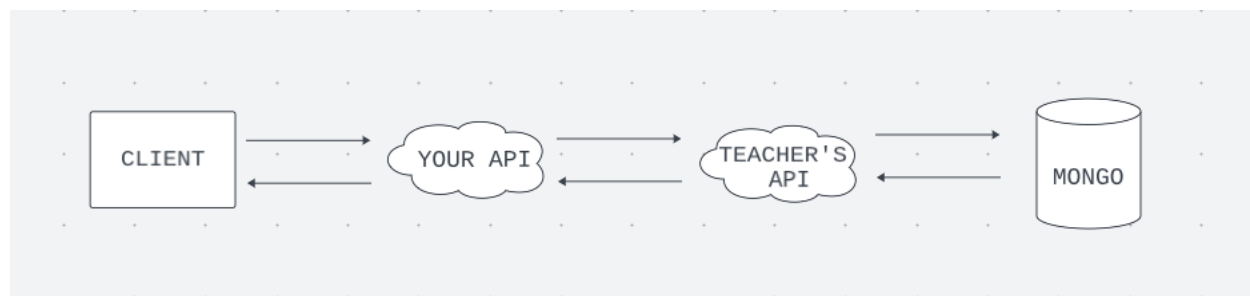 CLIENT
YOUR API
TEACHER'S
API
MONGO